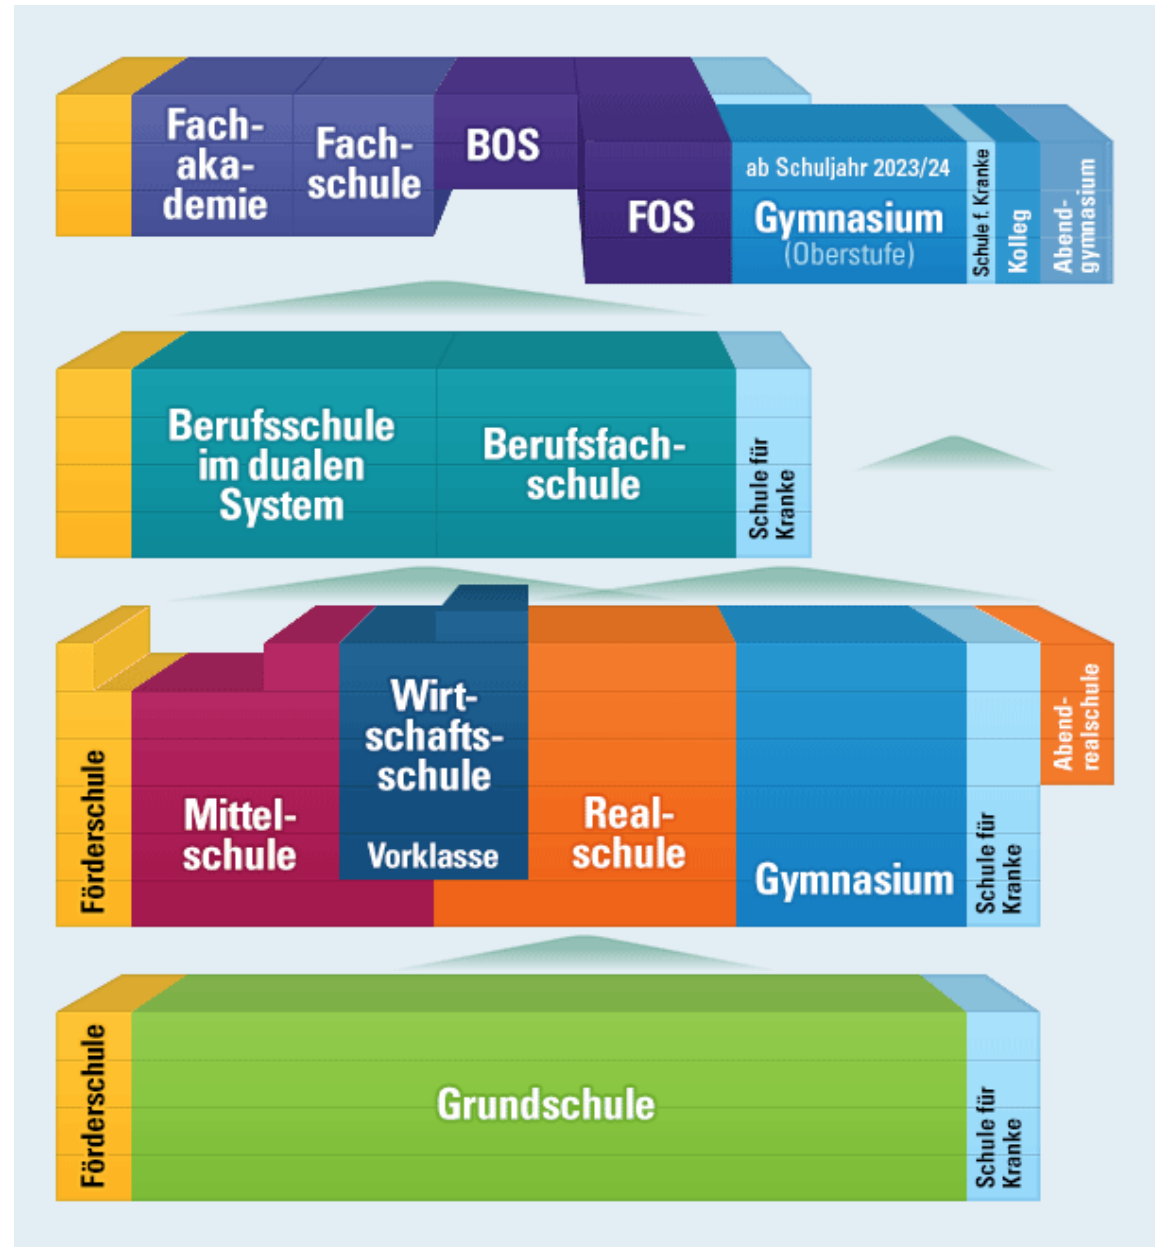 Fach-
aka-
demie
Fach-
schule
BOS
FOS
ab Schuljahr 2023/24
Gymnasium
(Oberstufe)
Schule f. Kranke
Kolleg
Abend-
gymnasium
Berufsschule
im dualen
System
Berufsfach-
schule
Schule für
Kranke
Förderschule
Mittel-
schule
Wirt-
schafts-
schule
Vorklasse
Real-
schule
Gymnasium
Schule für
Kranke
Abend-
realschule
Förderschule
Grundschule
Schule für
Kranke